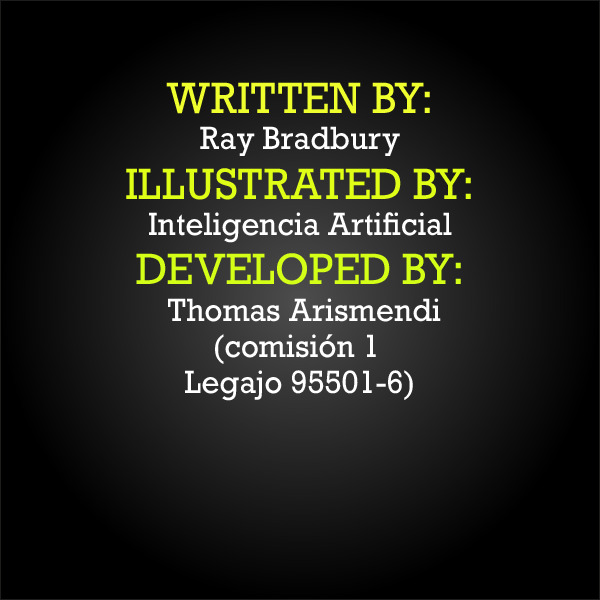 WRITTEN BY:
Ray Bradbury
ILLUSTRATED BY:
Inteligencia Artificial
DEVELOPED BY:
Thomas Arismendi
(comisión 1
Legajo 95501-6)